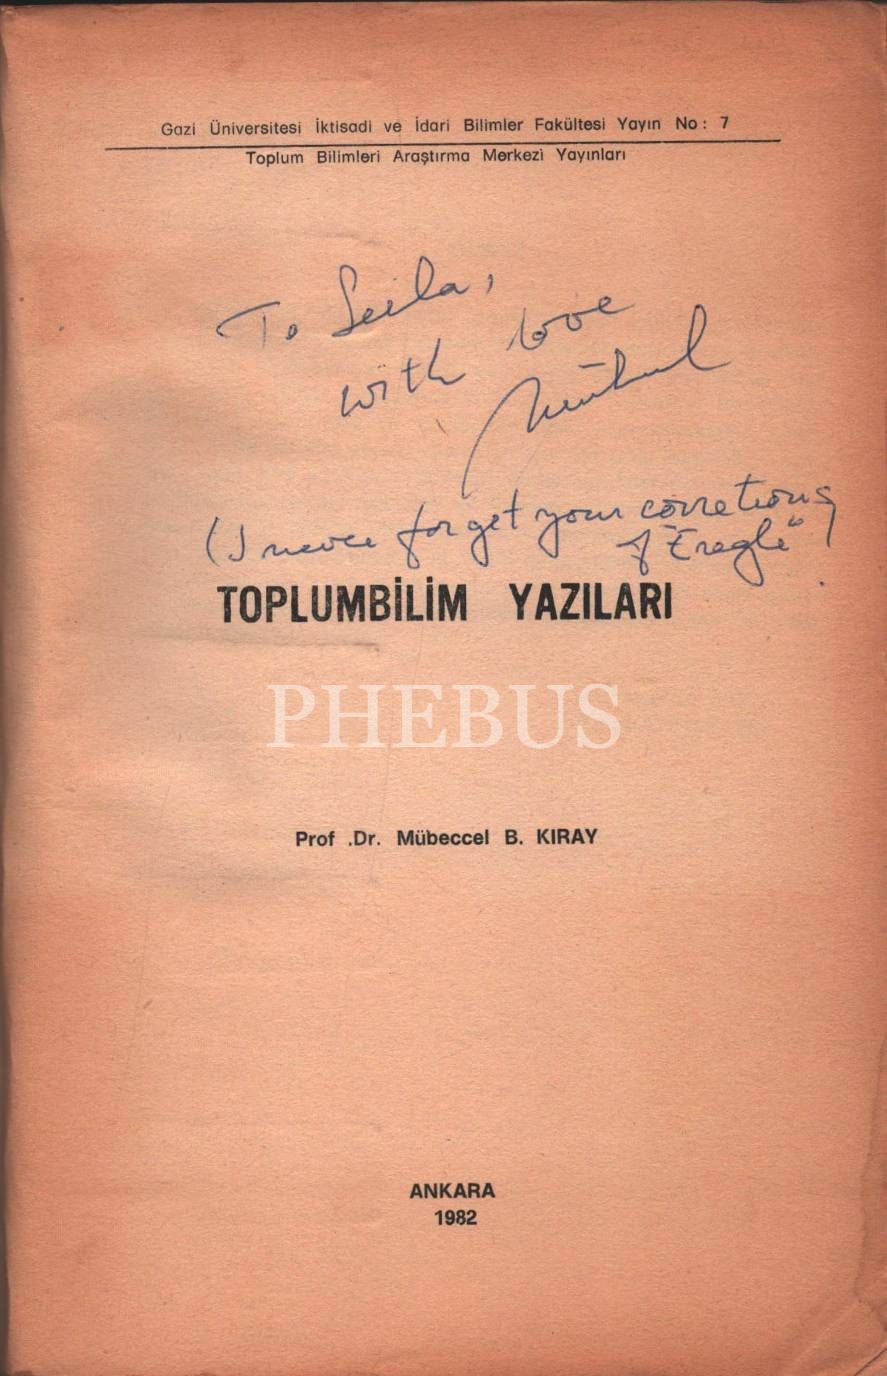 Gazi Üniversitesi İktisadi ve İdari Bilimler Fakültesi Yayın No: 7
Toplum Bilimleri Araştırma Merkezi Yayınları
To Leila,
with love
(I never forget your corretions
of "Ereğli")
TOPLUMBİLİM YAZILARI
PHEBUS
Prof .Dr. Mübeccel B. KIRAY
ANKARA
1982